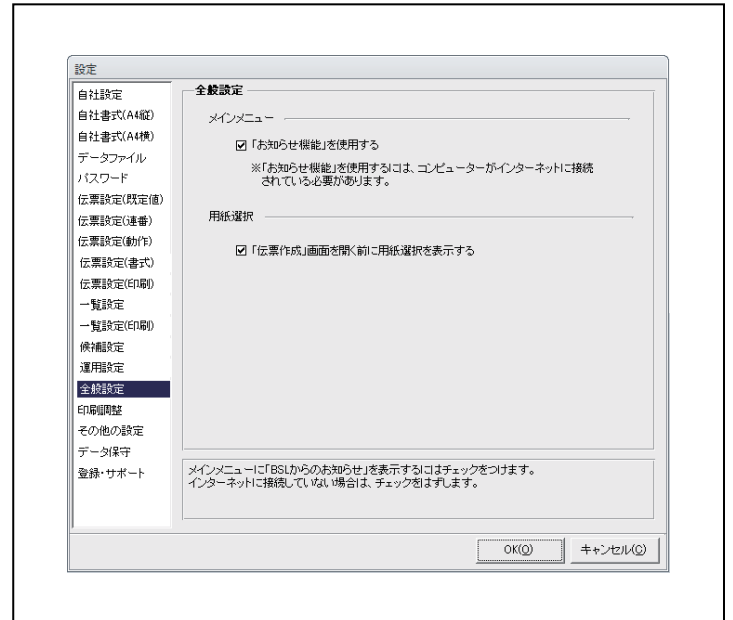 設定
自社設定
自社書式(A4縦)
自社書式(A4横)
データファイル
パスワード
伝票設定(既定値)
伝票設定(連番)
伝票設定(動作)
伝票設定(書式)
伝票設定(印刷)
一覧設定
一覧設定(印刷)
候補設定
運用設定
全般設定
印刷調整
その他の設定
データ保守
登録・サポート
全般設定
メインメニュー
「お知らせ機能」を使用する
※「お知らせ機能」を使用するには、コンピューターがインターネットに接続
されている必要があります。
用紙選択
「伝票作成」画面を開く前に用紙選択を表示する
メインメニューに「BSLからのお知らせ」を表示するにはチェックをつけます。
インターネットに接続していない場合は、チェックをはずします。
OK(O)
キャンセル(C)